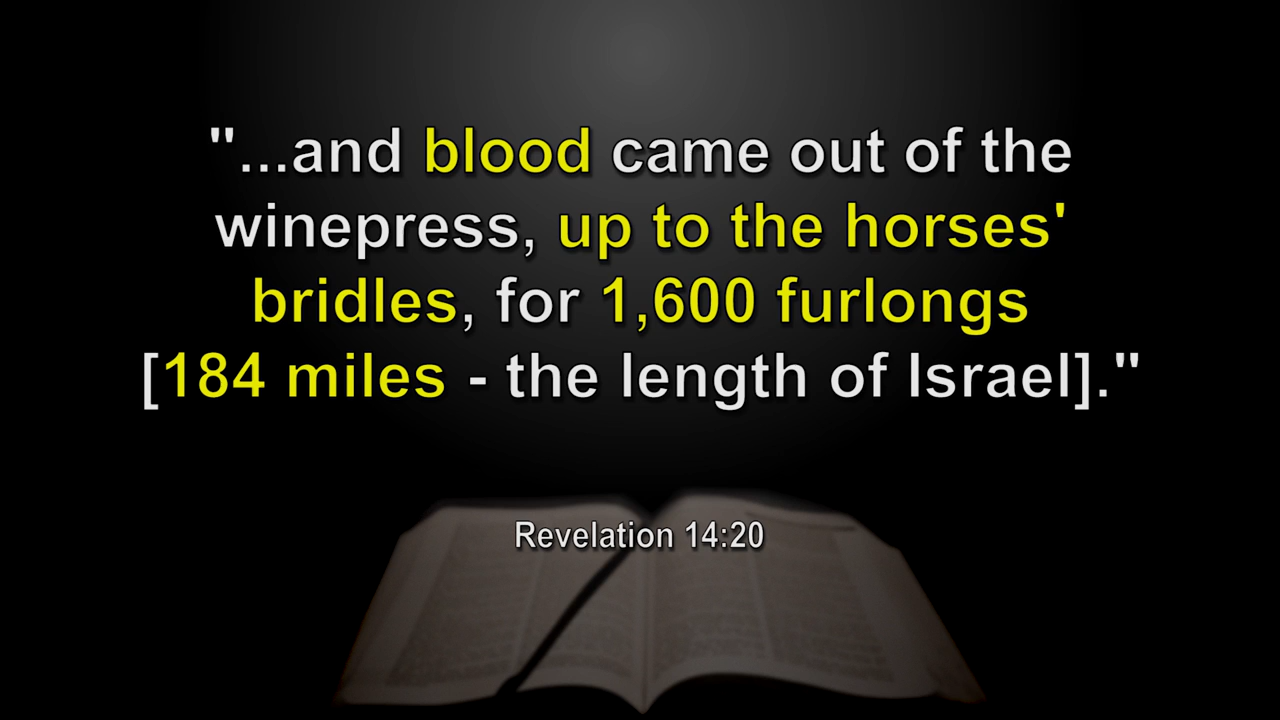 "...and blood came out of the
winepress, up to the horses'
bridles, for 1,600 furlongs
[184 miles - the length of Israel]."
Revelation 14:20